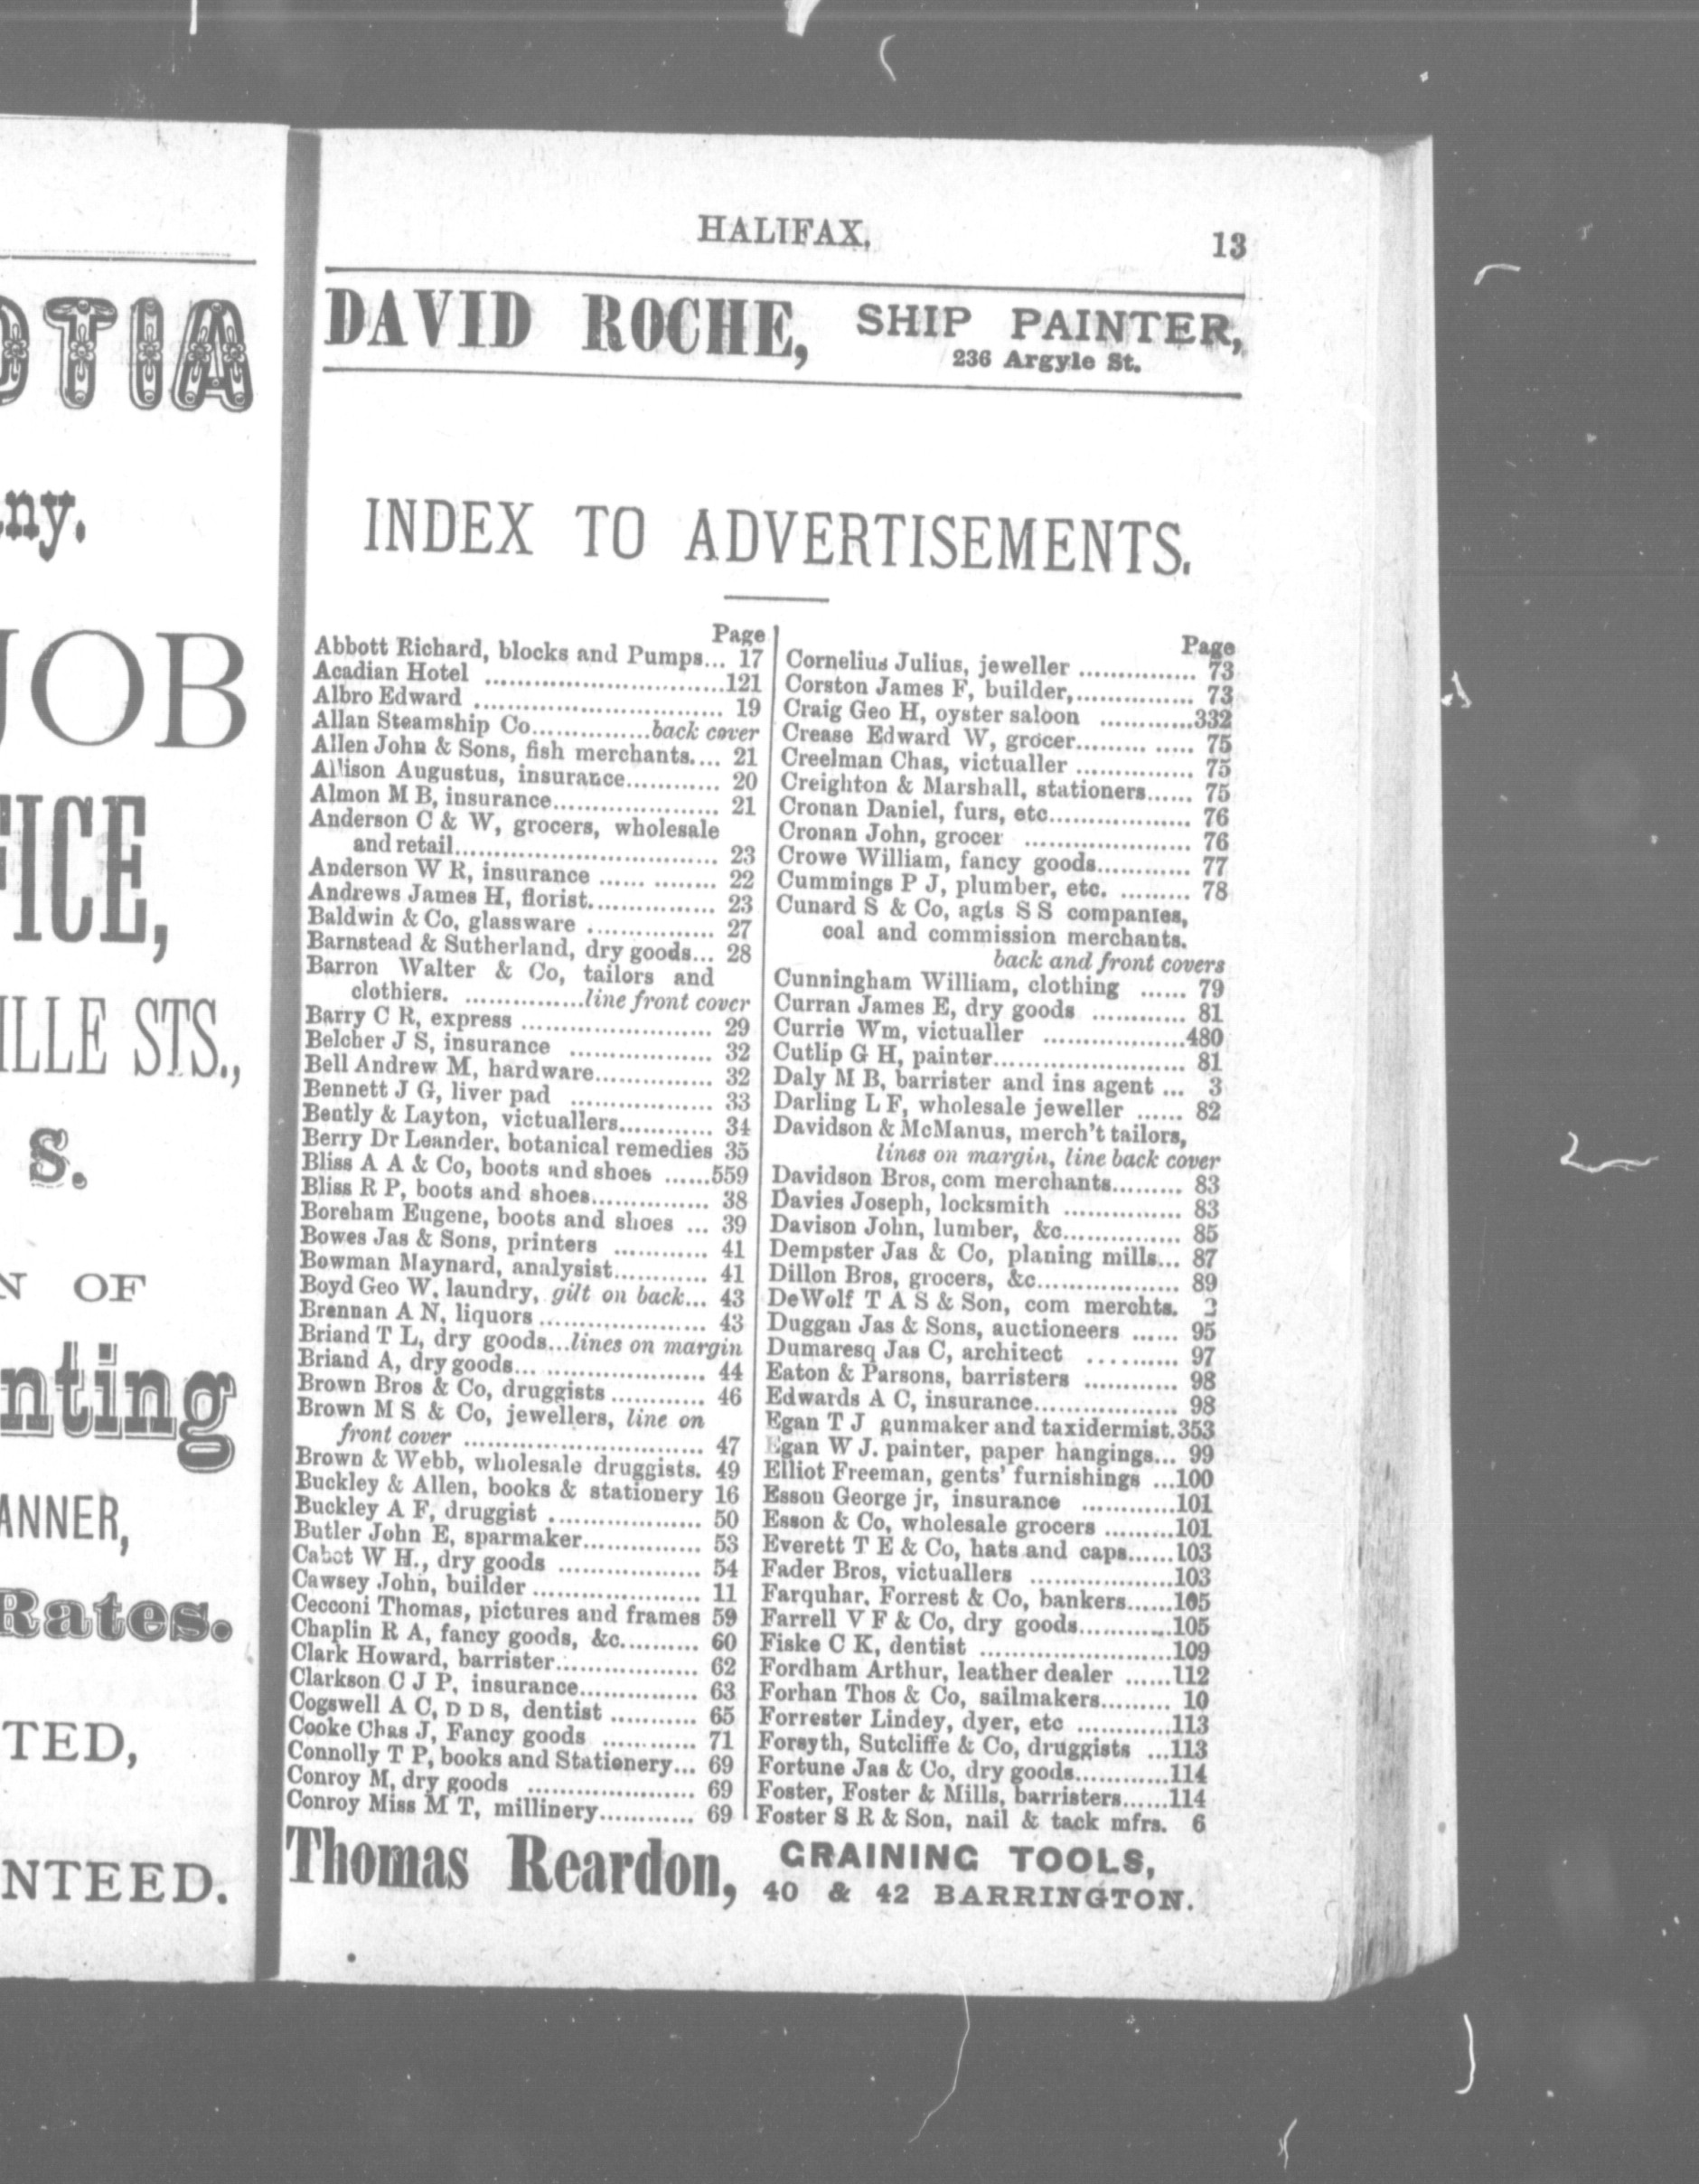 OTIA
ny.
JOB
FICE,
ILLE STS.,
S.
N OF
nting
ANNER,
Rates.
TED,
NTEED.
HALIFAX.
13
DAVID ROCHE, SHIP PAINTER,
236 Argyle St.
INDEX TO ADVERTISEMENTS.
Page
Abbott Richard, blocks and Pumps... 17
Acadian Hotel ............121
Albro Edward ............ 19
Allan Steamship Co............back cover
Allen John & Sons, fish merchants.... 21
Allison Augustus, insurance............ 20
Almon M B, insurance............ 21
Anderson C & W, grocers, wholesale
and retail............ 23
Anderson W R, insurance ...... ........ 22
Andrews James H, florist............ 23
Baldwin & Co, glassware ............ 27
Barnstead & Sutherland, dry goods... 28
Barron Walter & Co, tailors and
clothiers. ............line front cover
Barry C R, express ............ 29
Belcher J S, insurance ............ 32
Bell Andrew M, hardware............ 32
Bennett J G, liver pad ............ 33
Bently & Layton, victuallers............ 34
Berry Dr Leander, botanical remedies 35
Bliss A A & Co, boots and shoes ......559
Bliss R P, boots and shoes............ 38
Boreham Eugene, boots and shoes ... 39
Bowes Jas & Sons, printers ............ 41
Bowman Maynard, analysist............ 41
Boyd Geo W, laundry, gilt on back... 43
Brennan A N, liquors ............ 43
Briand T L, dry goods...lines on margin
Briand A, dry goods............ 44
Brown Bros & Co, druggists ............ 46
Brown M S & Co, jewellers, line on
front cover ............ 47
Brown & Webb, wholesale druggists. 49
Buckley & Allen, books & stationery 16
Buckley A F, druggist ............ 50
Butler John E, sparmaker............ 53
Cabot W H., dry goods ............ 54
Cawsey John, builder ............ 11
Cecconi Thomas, pictures and frames 59
Chaplin R A, fancy goods, &c.......... 60
Clark Howard, barrister............ 62
Clarkson C J P, insurance............ 63
Cogswell A C, D D S, dentist ........... 65
Cooke Chas J, Fancy goods ............ 71
Connolly T P, books and Stationery... 69
Conroy M, dry goods ............ 69
Conroy Miss M T, millinery............ 69
Page
Cornelius Julius, jeweller ............ 73
Corston James F, builder,............ 73
Craig Geo H, oyster saloon ............332
Crease Edward W, grocer......... ..... 75
Creelman Chas, victualler ............ 75
Creighton & Marshall, stationers...... 75
Cronan Daniel, furs, etc............ 76
Cronan John, grocer ............ 76
Crowe William, fancy goods............ 77
Cummings P J, plumber, etc. ......... 78
Cunard S & Co, agts S S companies,
coal and commission merchants.
back and front covers
Cunningham William, clothing ...... 79
Curran James E, dry goods ............ 81
Currie Wm, victualler ............480
Cutlip G H, painter............ 81
Daly M B, barrister and ins agent ... 3
Darling L F, wholesale jeweller ...... 82
Davidson & McManus, merch't tailors,
lines on margin, line back cover
Davidson Bros, com merchants......... 83
Davies Joseph, locksmith ............ 83
Davison John, lumber, &c............ 85
Dempster Jas & Co, planing mills... 87
Dillon Bros, grocers, &c............ 89
DeWolf T A S & Son, com merchts.
Duggan Jas & Sons, auctioneers ...... 95
Dumaresq Jas C, architect .......... 97
Eaton & Parsons, barristers ............ 98
Edwards A C, insurance............ 98
Egan T J gunmaker and taxidermist.353
Egan W J. painter, paper hangings... 99
Elliot Freeman, gents' furnishings ...100
Esson George jr, insurance ............101
Esson & Co, wholesale grocers .........101
Everett T E & Co, hats and caps......103
Fader Bros, victuallers ............103
Farquhar, Forrest & Co, bankers......105
Farrell V F & Co, dry goods............105
Fiske C K, dentist ............109
Fordham Arthur, leather dealer ......112
Forhan Thos & Co, sailmakers......... 10
Forrester Lindey, dyer, etc ............113
Forsyth, Sutcliffe & Co, druggists ...113
Fortune Jas & Co, dry goods............114
Foster, Foster & Mills, barristers......114
Foster S R & Son, nail & tack mfrs. 6
Thomas Reardon, GRAINING TOOLS,
40 & 42 BARRINGTON.